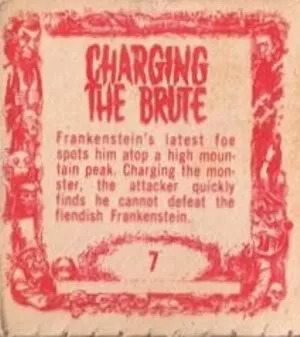 CHARGING
THE BRUTE
Frankenstein's latest foe
spots him atop a high moun-
tain peak. Charging the mon-
ster, the attacker quickly
finds he cannot defeat the
fiendish Frankenstein.
7